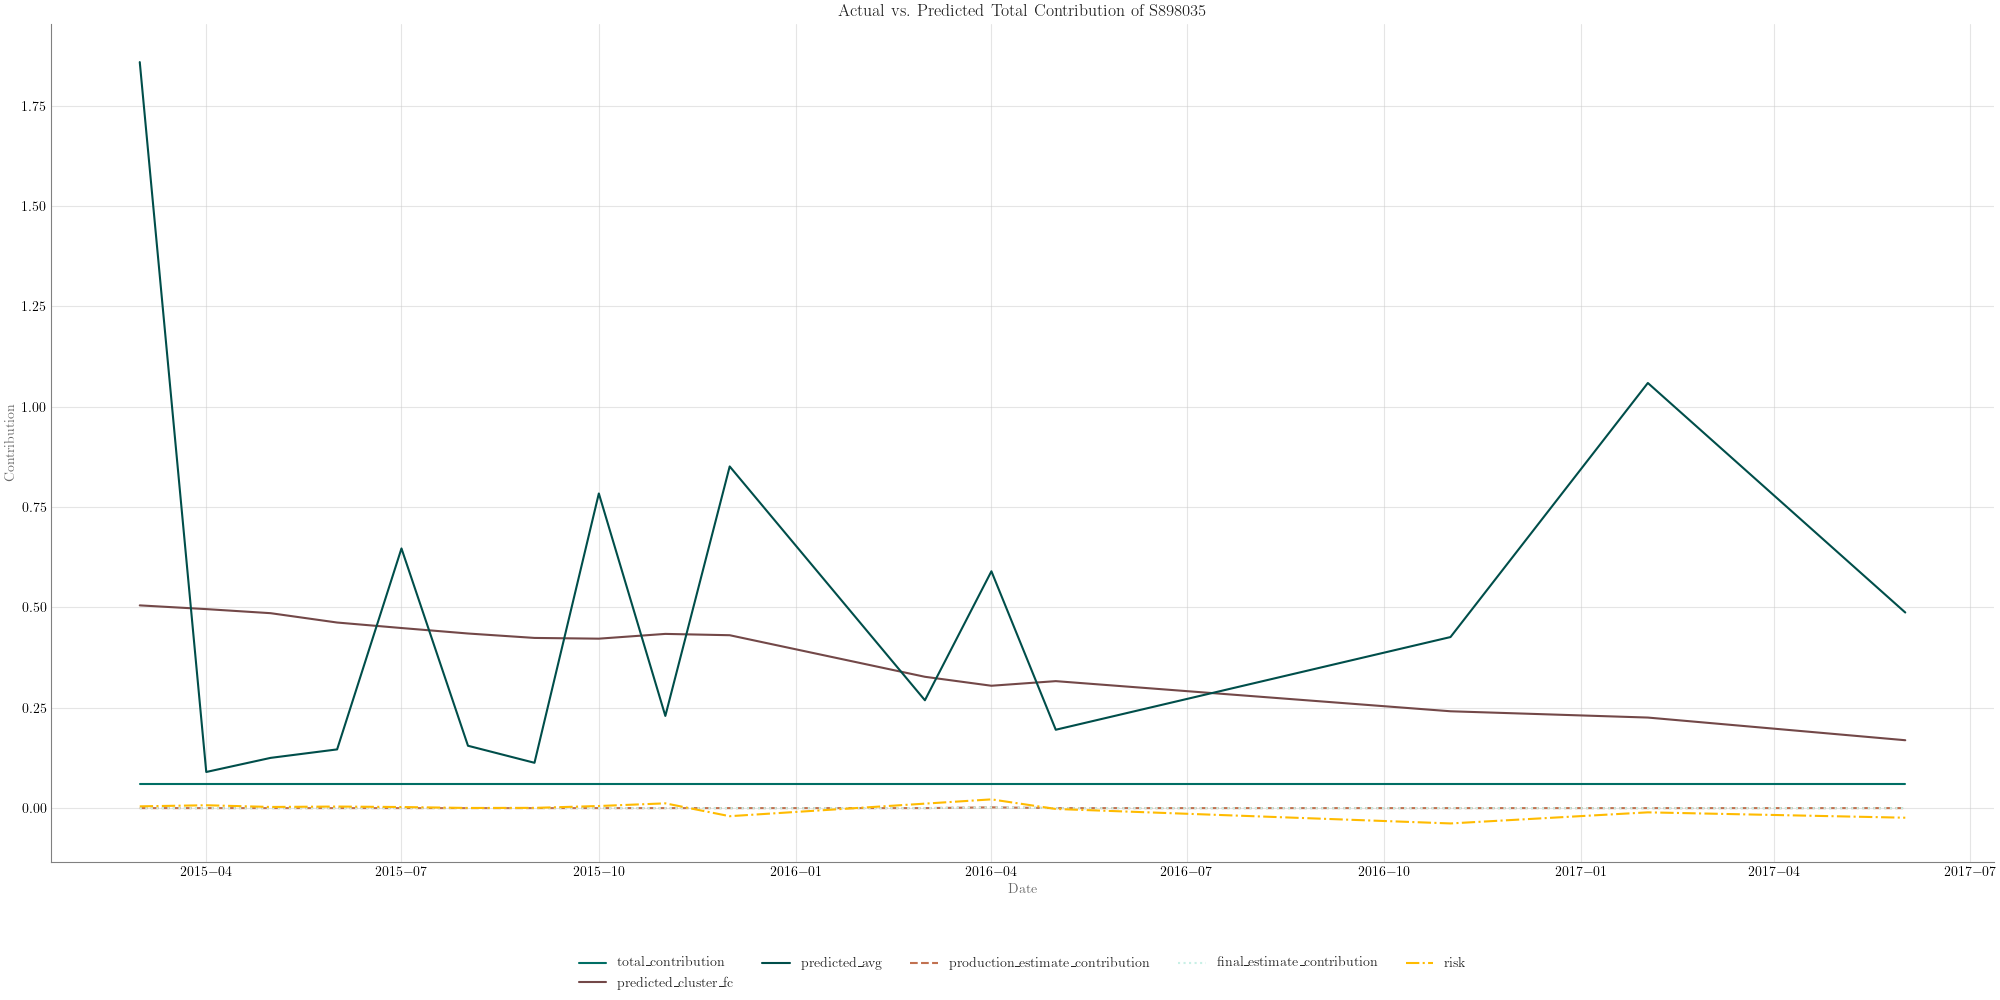 Actual vs. Predicted Total Contribution of S898035
Contribution
1.75
1.50
1.25
1.00
0.75
0.50
0.25
0.00
2015−04 2015−07 2015−10 2016−01 2016−04 2016−07 2016−10 2017−01 2017−04 2017−07
Date
total_contribution predicted_avg production_estimate_contribution final_estimate_contribution risk
predicted_cluster_fc